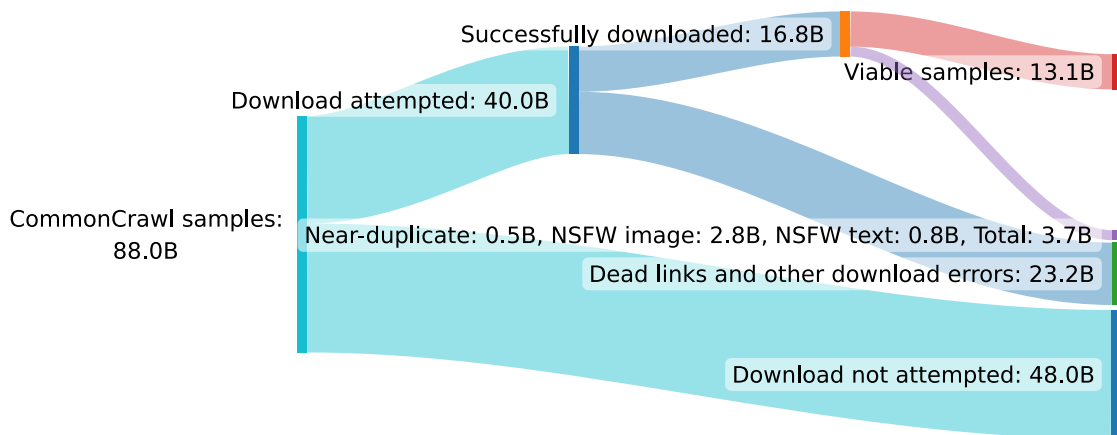 Successfully downloaded: 16.8B
Viable samples: 13.1B
Download attempted: 40.0B
CommonCrawl samples:
88.0B
Near-duplicate: 0.5B, NSFW image: 2.8B, NSFW text: 0.8B, Total: 3.7B
Dead links and other download errors: 23.2B
Download not attempted: 48.0B